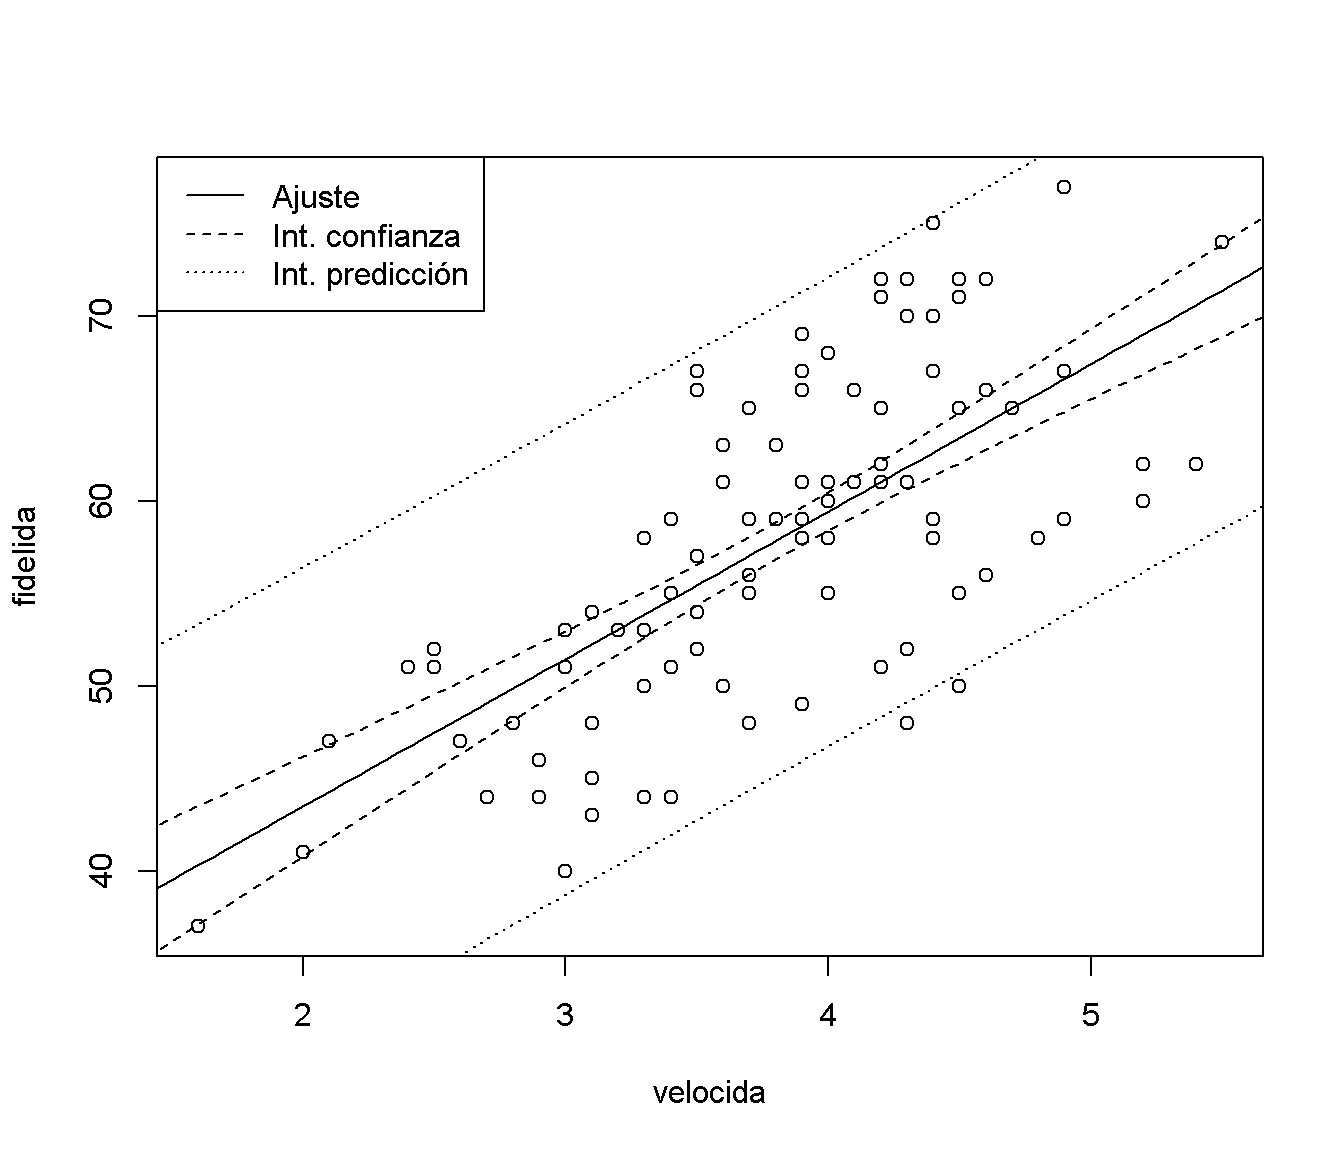 Ajuste
Int. confianza
Int. predicción
fidelida
70
60
50
40
2 3 4 5
velocida